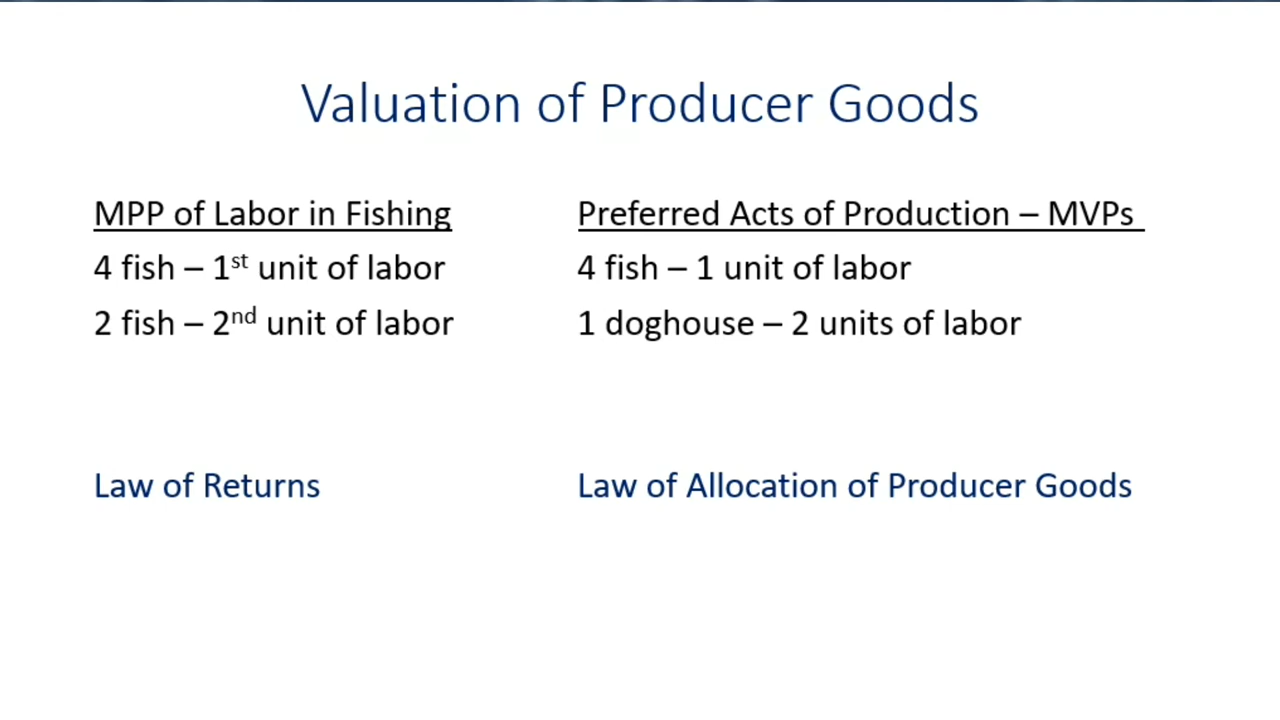 Valuation of Producer Goods
MPP of Labor in Fishing
4 fish – 1st unit of labor
2 fish – 2nd unit of labor
Preferred Acts of Production – MVPs
4 fish – 1 unit of labor
1 doghouse – 2 units of labor
Law of Returns
Law of Allocation of Producer Goods